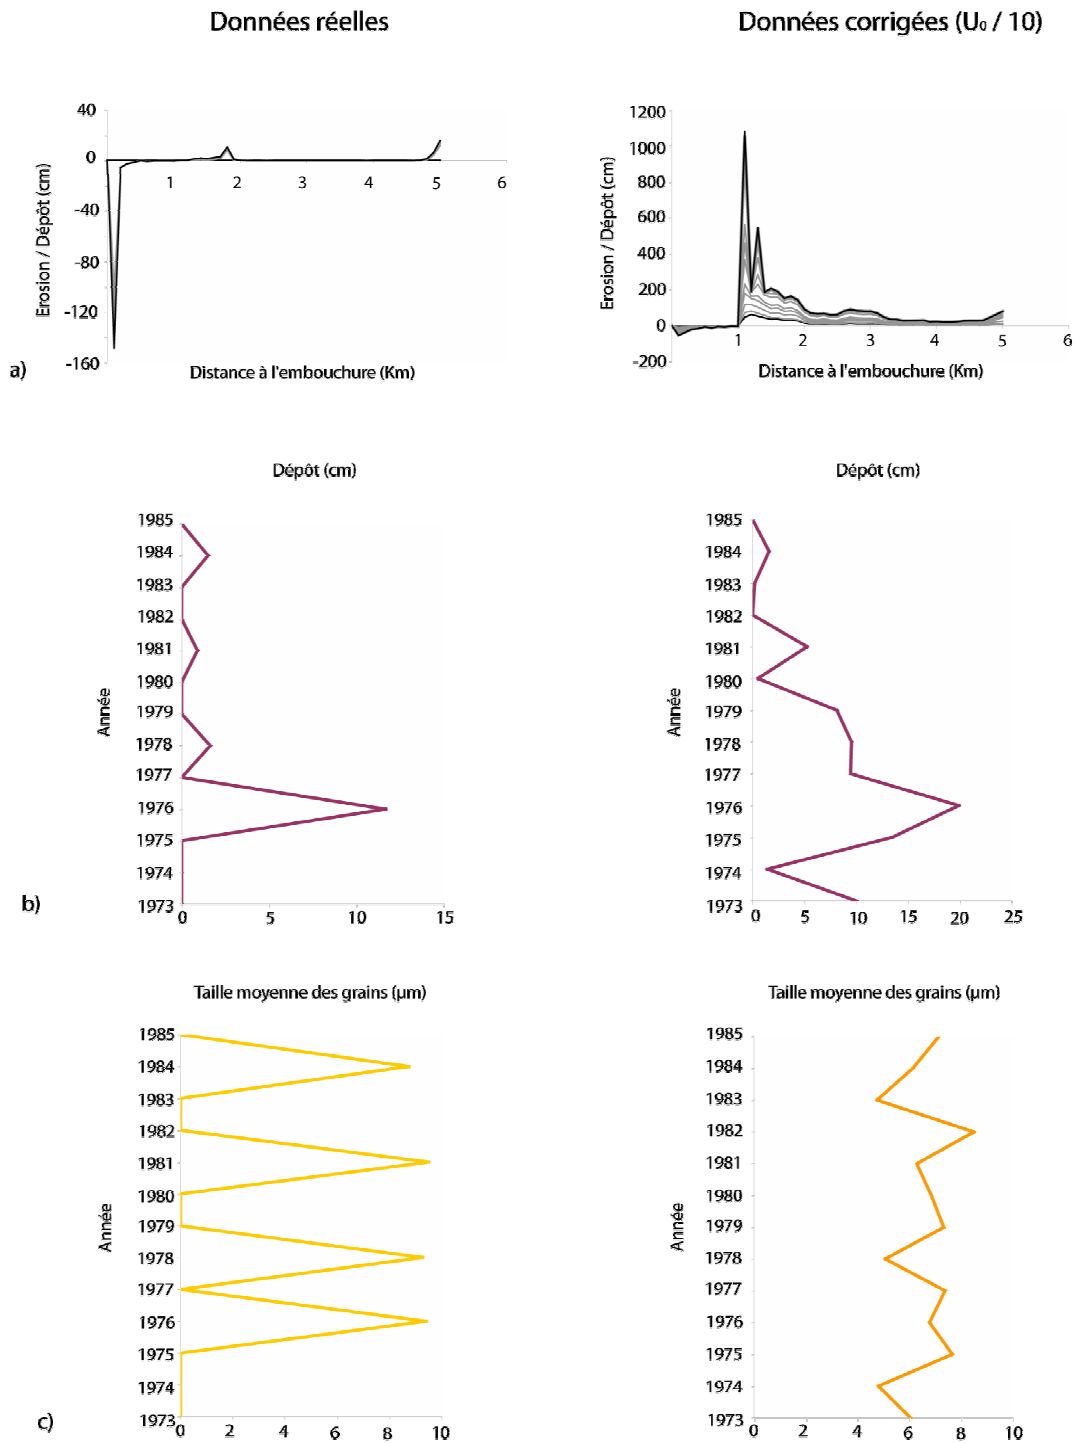 Données réelles
Données corrigées (U₀ / 10)
40
0
-40
-80
-120
-160
1 2 3 4 5 6
Erosion / Dépôt (cm)
Distance à l'embouchure (Km)
1200
1000
800
600
400
200
0
-200
1 2 3 4 5 6
Erosion / Dépôt (cm)
Distance à l'embouchure (Km)
a)
Dépôt (cm)
1985
1984
1983
1982
1981
1980
1979
1978
1977
1976
1975
1974
1973
0 5 10 15
Année
Dépôt (cm)
1985
1984
1983
1982
1981
1980
1979
1978
1977
1976
1975
1974
1973
0 5 10 15 20 25
Année
b)
Taille moyenne des grains (µm)
1985
1984
1983
1982
1981
1980
1979
1978
1977
1976
1975
1974
1973
0 2 4 6 8 10
Année
Taille moyenne des grains (µm)
1985
1984
1983
1982
1981
1980
1979
1978
1977
1976
1975
1974
1973
0 2 4 6 8 10
Année
c)